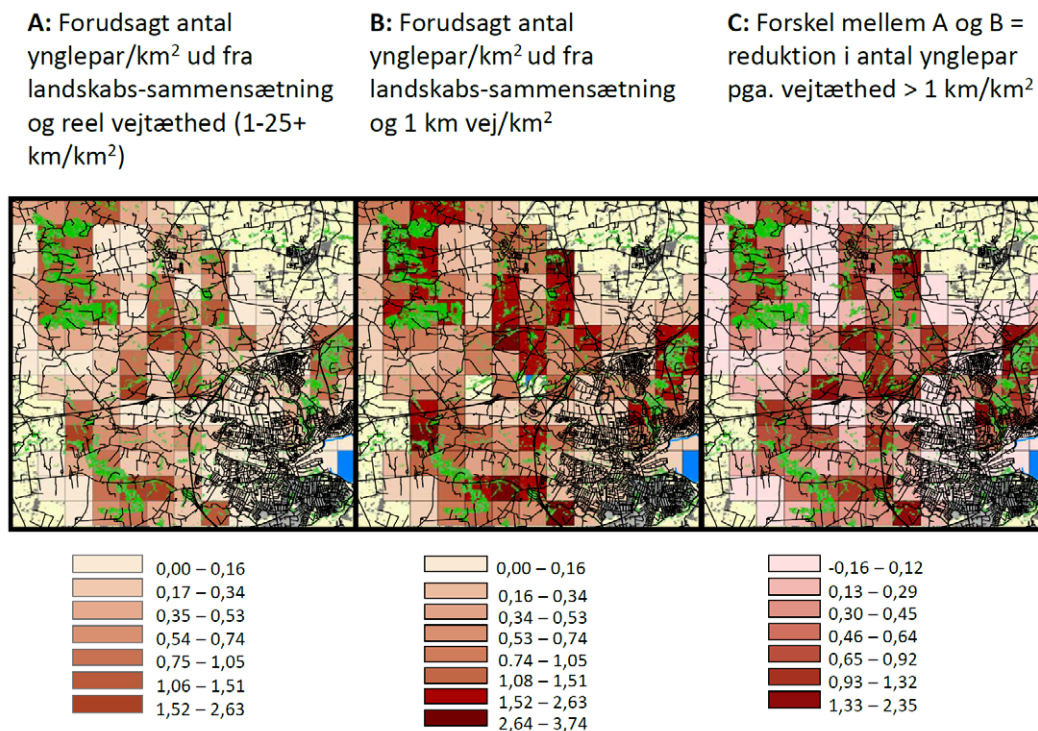 A: Forudsagt antal
ynglepar/km² ud fra
landskabs-sammensætning
og reel vejtæthed (1-25+
km/km²)
B: Forudsagt antal
ynglepar/km² ud fra
landskabs-sammensætning
og 1 km vej/km²
C: Forskel mellem A og B =
reduktion i antal ynglepar
pga. vejtæthed > 1 km/km²
0,00 – 0,16
0,17 – 0,34
0,35 – 0,53
0,54 – 0,74
0,75 – 1,05
1,06 – 1,51
1,52 – 2,63
0,00 – 0,16
0,16 – 0,34
0,34 – 0,53
0,53 – 0,74
0,74 – 1,05
1,08 – 1,51
1,52 – 2,63
2,64 – 3,74
-0,16 – 0,12
0,13 – 0,29
0,30 – 0,45
0,46 – 0,64
0,65 – 0,92
0,93 – 1,32
1,33 – 2,35